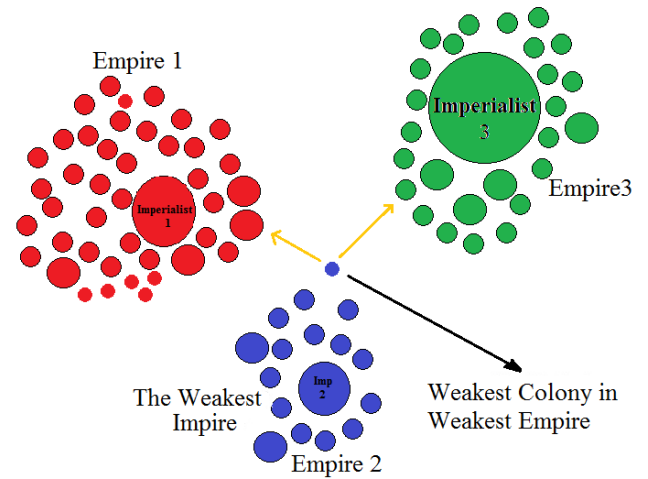 Empire 1
Imperialist
3
Imperialist
1
Empire3
Imp
2
The Weakest
Impire
Weakest Colony in
Weakest Empire
Empire 2